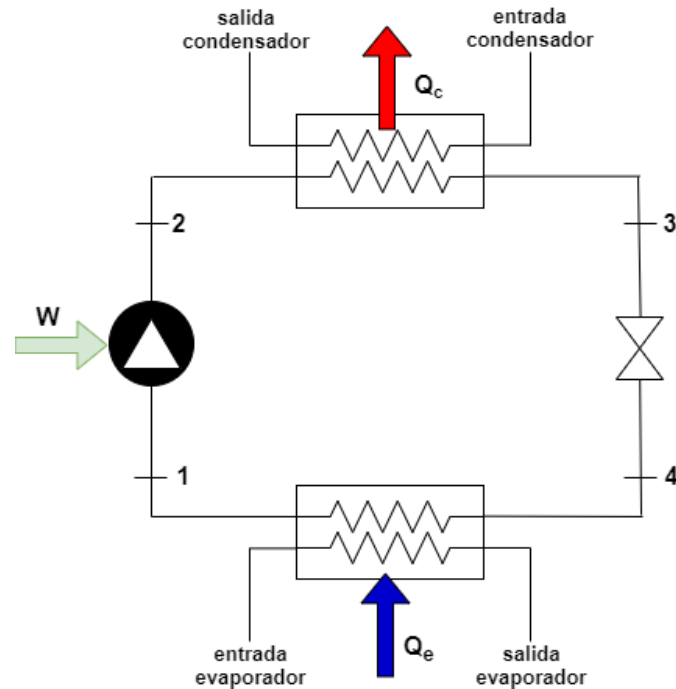 salida
condensador
entrada
condensador
Qc
2
3
W
1
4
entrada
evaporador
Qe
salida
evaporador